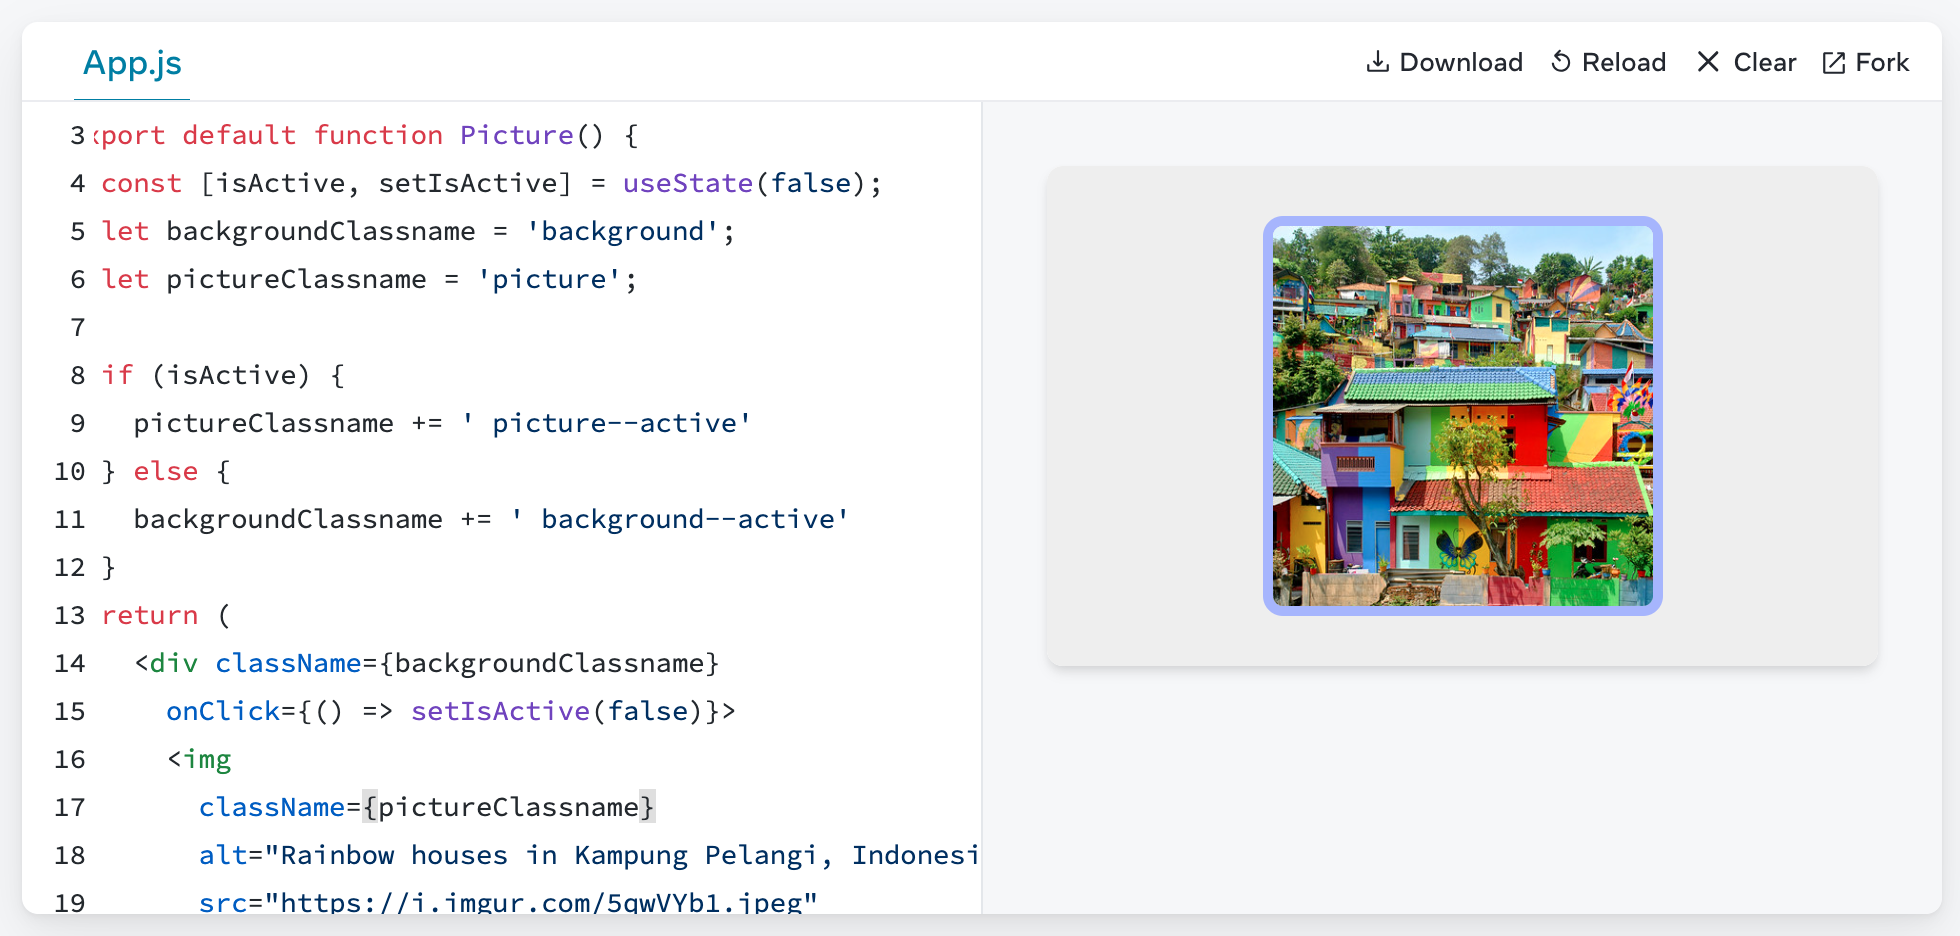 App.js
Download Reload Clear Fork
3 xport default function Picture() {
4 const [isActive, setIsActive] = useState(false);
5 let backgroundClassname = 'background';
6 let pictureClassname = 'picture';
7
8 if (isActive) {
9 pictureClassname += ' picture--active'
10 } else {
11 backgroundClassname += ' background--active'
12 }
13 return (
14 <div className={backgroundClassname}
15 onClick={() => setIsActive(false)}>
16 <img
17 className={pictureClassname}
18 alt="Rainbow houses in Kampung Pelangi, Indonesi
19 src="https://i.imgur.com/5qwVYb1.jpeg"